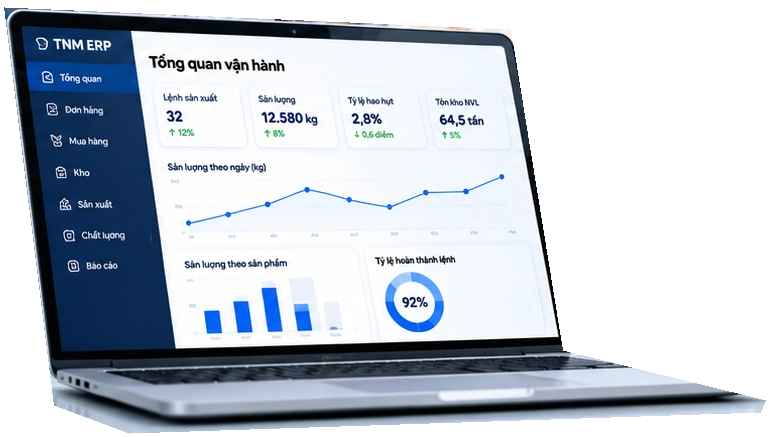 TNM ERP
Tổng quan
Đơn hàng
Mua hàng
Kho
Sản xuất
Chất lượng
Báo cáo
Tổng quan vận hành
Lệnh sản xuất
32
↑ 12%
Sản lượng
12.580 kg
↑ 8%
Tỷ lệ hao hụt
2,8%
↓ 0,6 điểm
Tồn kho NVL
64,5 tấn
↑ 5%
Sản lượng theo ngày (kg)
Sản lượng theo sản phẩm
Tỷ lệ hoàn thành lệnh
92%